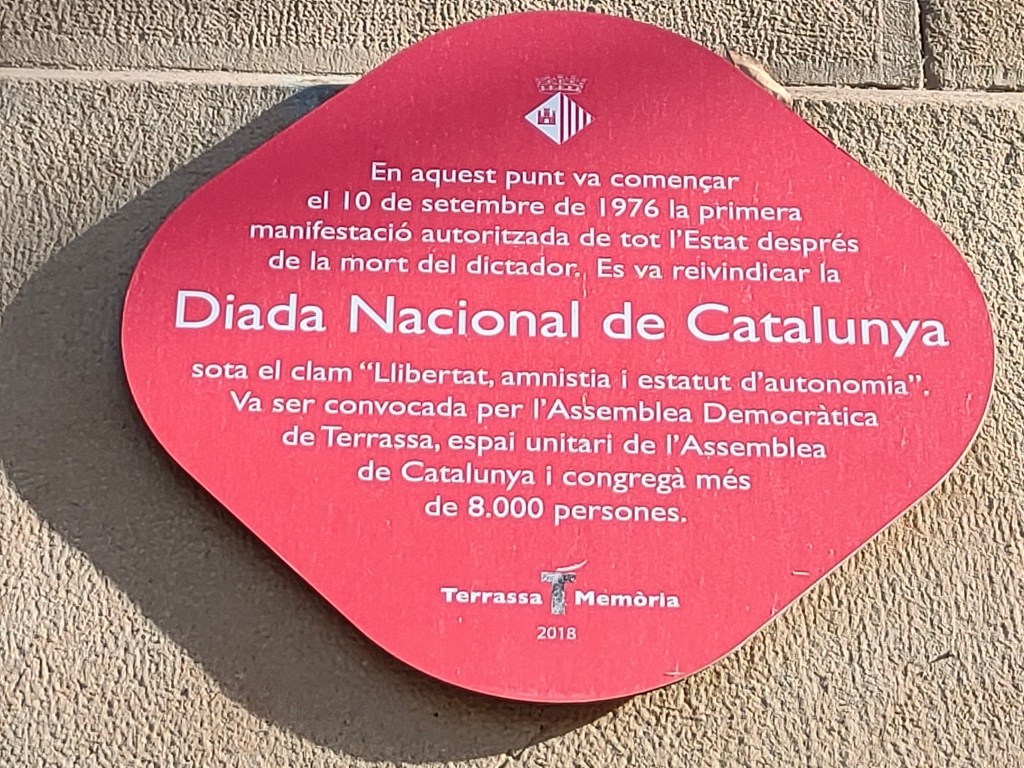 En aquest punt va començar
el 10 de setembre de 1976 la primera
manifestació autoritzada de tot l'Estat després
de la mort del dictador. Es va reivindicar la
Diada Nacional de Catalunya
sota el clam “Llibertat, amnistia i estatut d'autonomia”.
Va ser convocada per l'Assemblea Democràtica
de Terrassa, espai unitari de l'Assemblea
de Catalunya i congregà més
de 8.000 persones.
Terrassa T Memòria
2018